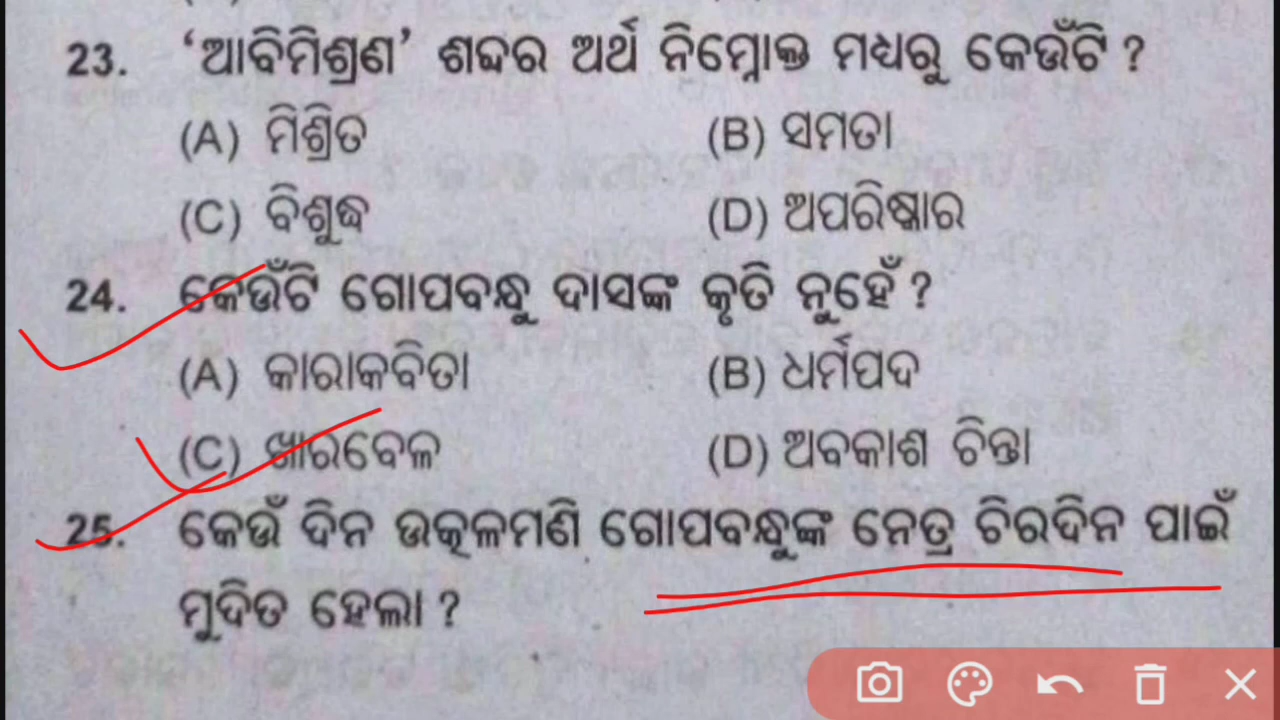 23. ‘ଆବିମିଶ୍ରଣ’ ଶବ୍ଦର ଅର୍ଥ ନିମ୍ନୋକ୍ତ ମଧ୍ୟରୁ କେଉଁଟି ?
(A) ମିଶ୍ରିତ (B) ସମତା
(C) ବିଶୁଦ୍ଧ (D) ଅପରିଷ୍କାର
24. କେଉଁଟି ଗୋପବନ୍ଧୁ ଦାସଙ୍କ କୃତି ନୁହେଁ ?
(A) କାରାକବିତା (B) ଧର୍ମପଦ
(C) ଖାରବେଳ (D) ଅବକାଶ ଚିନ୍ତା
25. କେଉଁ ଦିନ ଉତ୍କଳମଣି ଗୋପବନ୍ଧୁଙ୍କ ନେତ୍ର ଚିରଦିନ ପାଇଁ
ମୁଦିତ ହେଲା ?